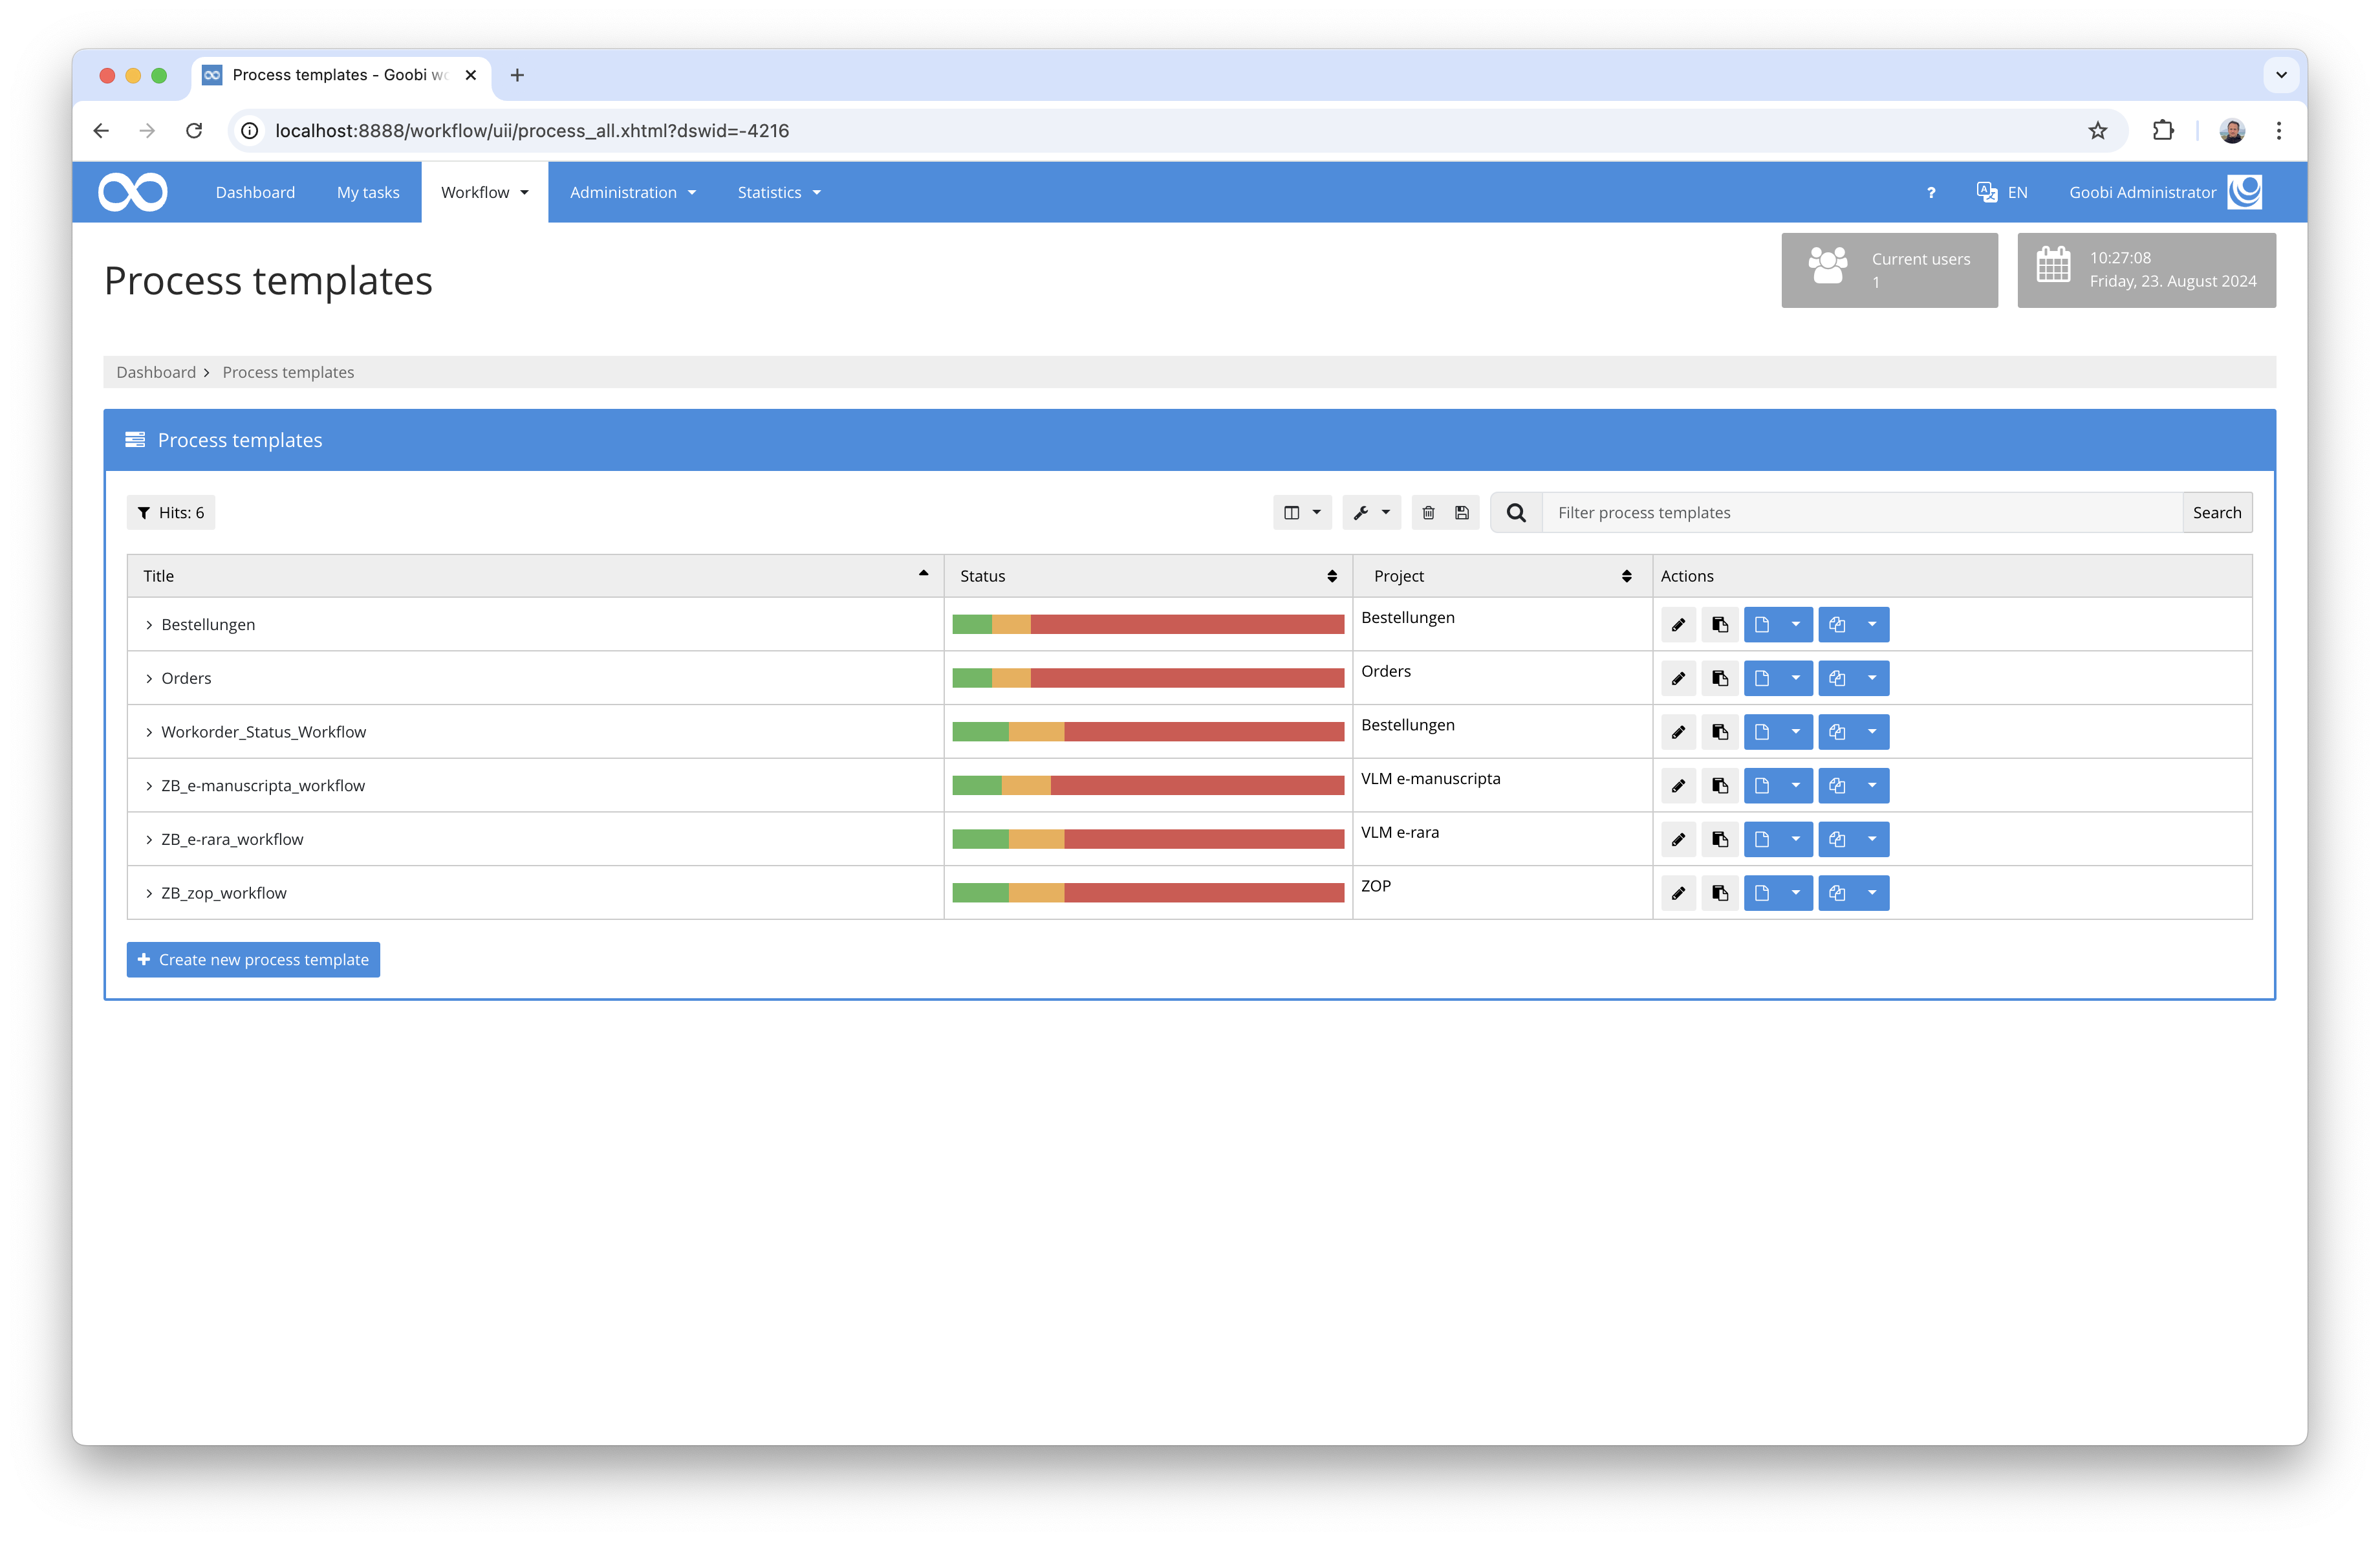 Process templates - Goobi wo
localhost:8888/workflow/uii/process_all.xhtml?dswid=-4216
Dashboard My tasks Workflow Administration Statistics ? EN Goobi Administrator
Process templates
Current users
1
10:27:08
Friday, 23. August 2024
Dashboard > Process templates
Process templates
Hits: 6
Filter process templates
Search
Title Status Project Actions
Bestellungen Bestellungen
Orders Orders
Workorder_Status_Workflow Bestellungen
ZB_e-manuscripta_workflow VLM e-manuscripta
ZB_e-rara_workflow VLM e-rara
ZB_zop_workflow ZOP
Create new process template